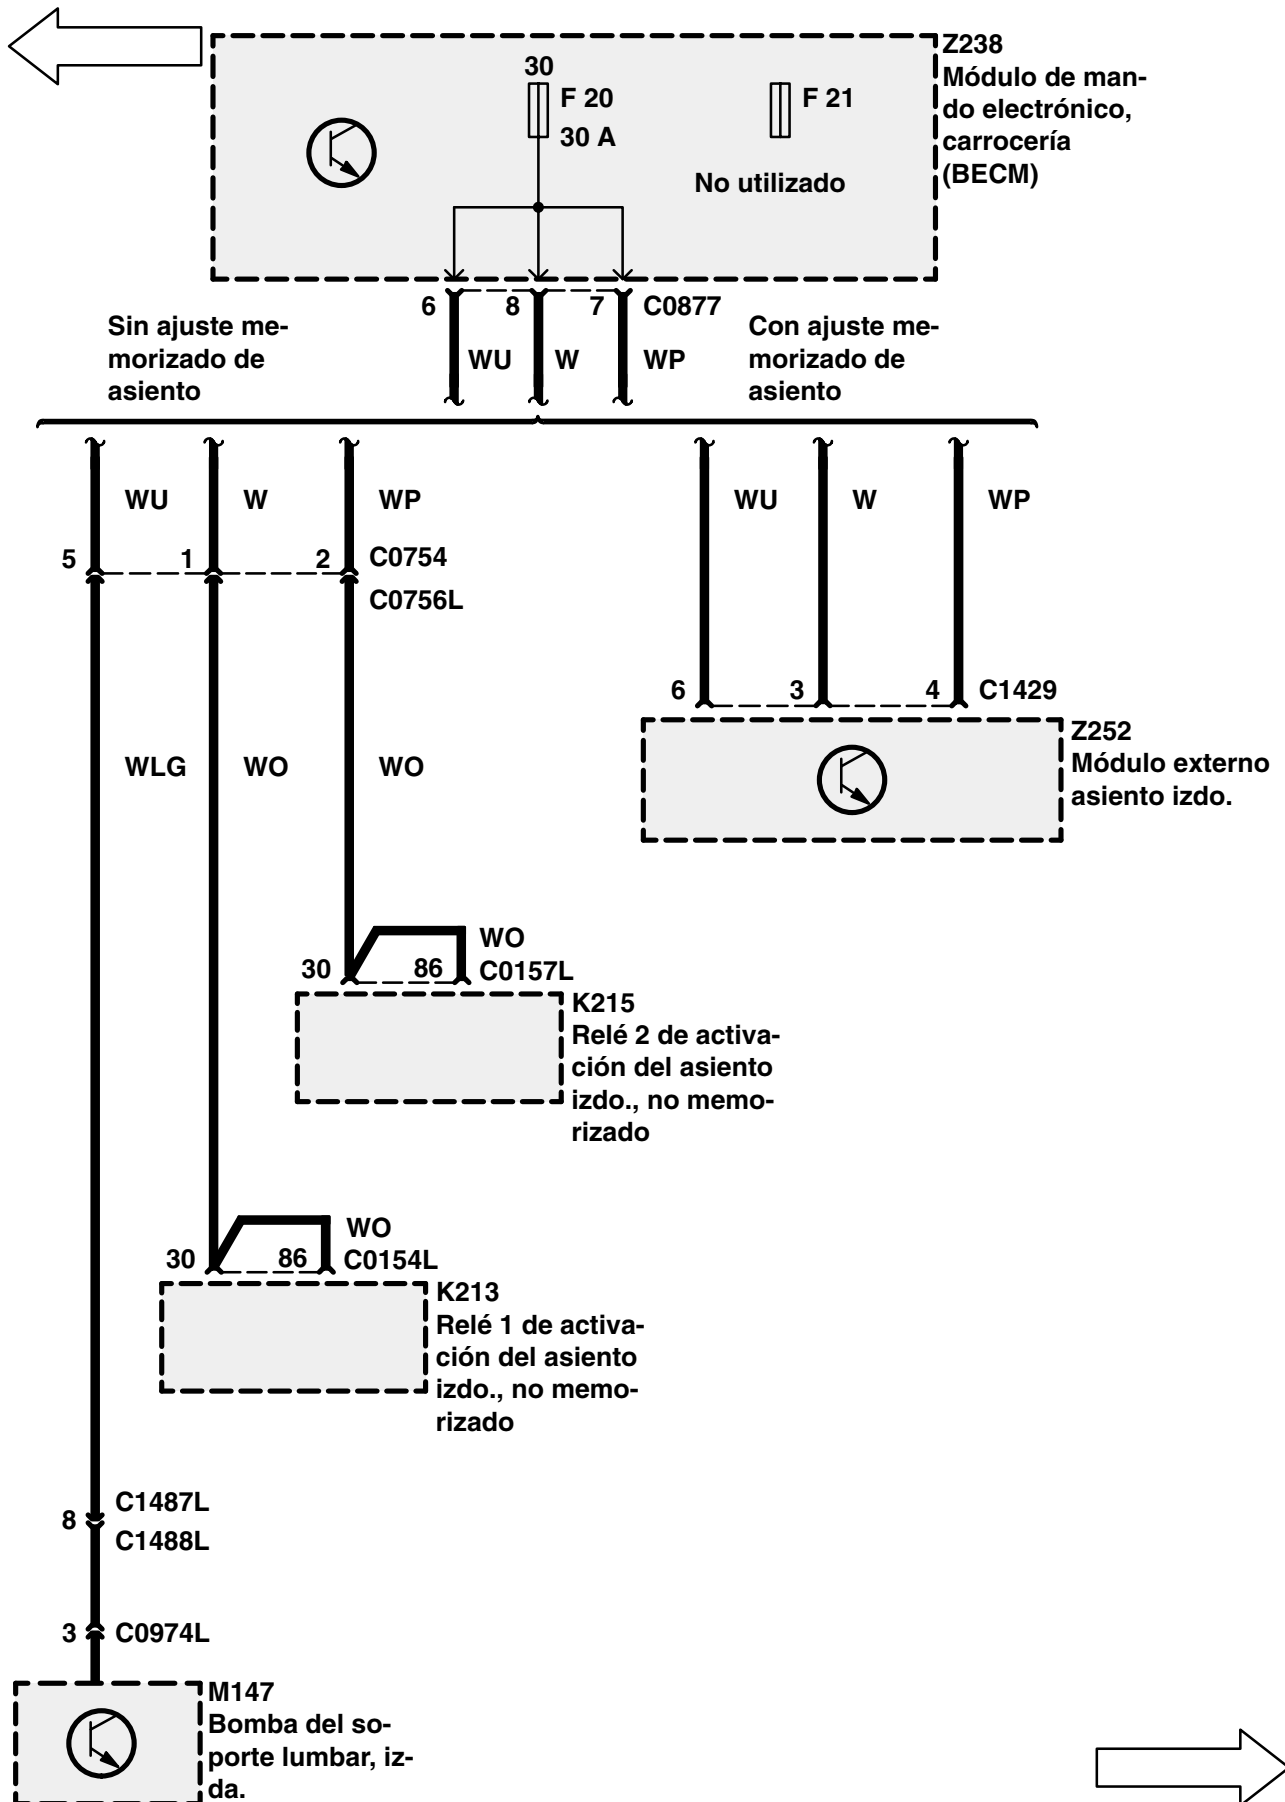 Z238
Módulo de man-
do electrónico,
carrocería
(BECM)
30
F 20
30 A
F 21
No utilizado
6
8
7
C0877
Sin ajuste me-
morizado de
asiento
WU
W
WP
Con ajuste me-
morizado de
asiento
WU
W
WP
WU
W
WP
5
1
2
C0754
C0756L
6
3
4
C1429
Z252
Módulo externo
asiento izdo.
WLG
WO
WO
WO
30
86
C0157L
K215
Relé 2 de activa-
ción del asiento
izdo., no memo-
rizado
WO
30
86
C0154L
K213
Relé 1 de activa-
ción del asiento
izdo., no memo-
rizado
C1487L
8
C1488L
3
C0974L
M147
Bomba del so-
porte lumbar, iz-
da.